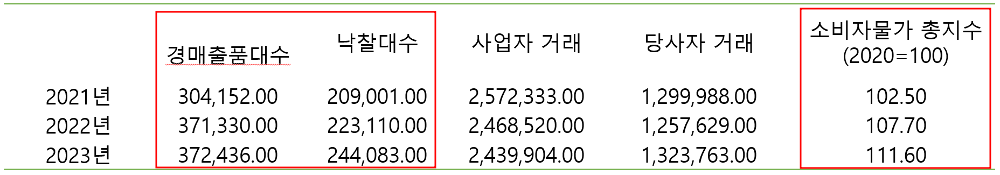 경매출품대수 낙찰대수 사업자 거래 당사자 거래 소비자물가 총지수
(2020=100)
2021년 304,152.00 209,001.00 2,572,333.00 1,299,988.00 102.50
2022년 371,330.00 223,110.00 2,468,520.00 1,257,629.00 107.70
2023년 372,436.00 244,083.00 2,439,904.00 1,323,763.00 111.60